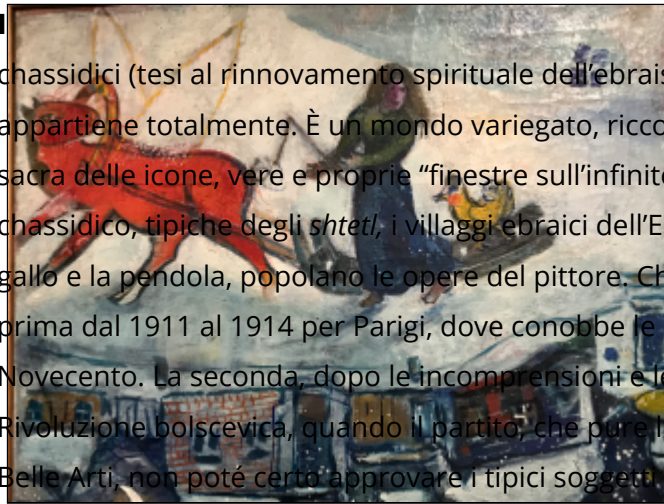 chassidici (tesi al rinnovamento spirituale dell'ebrais
appartiene totalmente. È un mondo variegato, ricco
sacra delle icone, vere e proprie “finestre sull'infinit
chassidico, tipiche degli shtetl, i villaggi ebraici dell'E
gallo e la pendola, popolano le opere del pittore. Ch
prima dal 1911 al 1914 per Parigi, dove conobbe le
Novecento. La seconda, dopo le incomprensioni e le
Rivoluzione bolscevica, quando il partito, che pure l
Belle Arti, non poté certo approvare i tipici soggetti